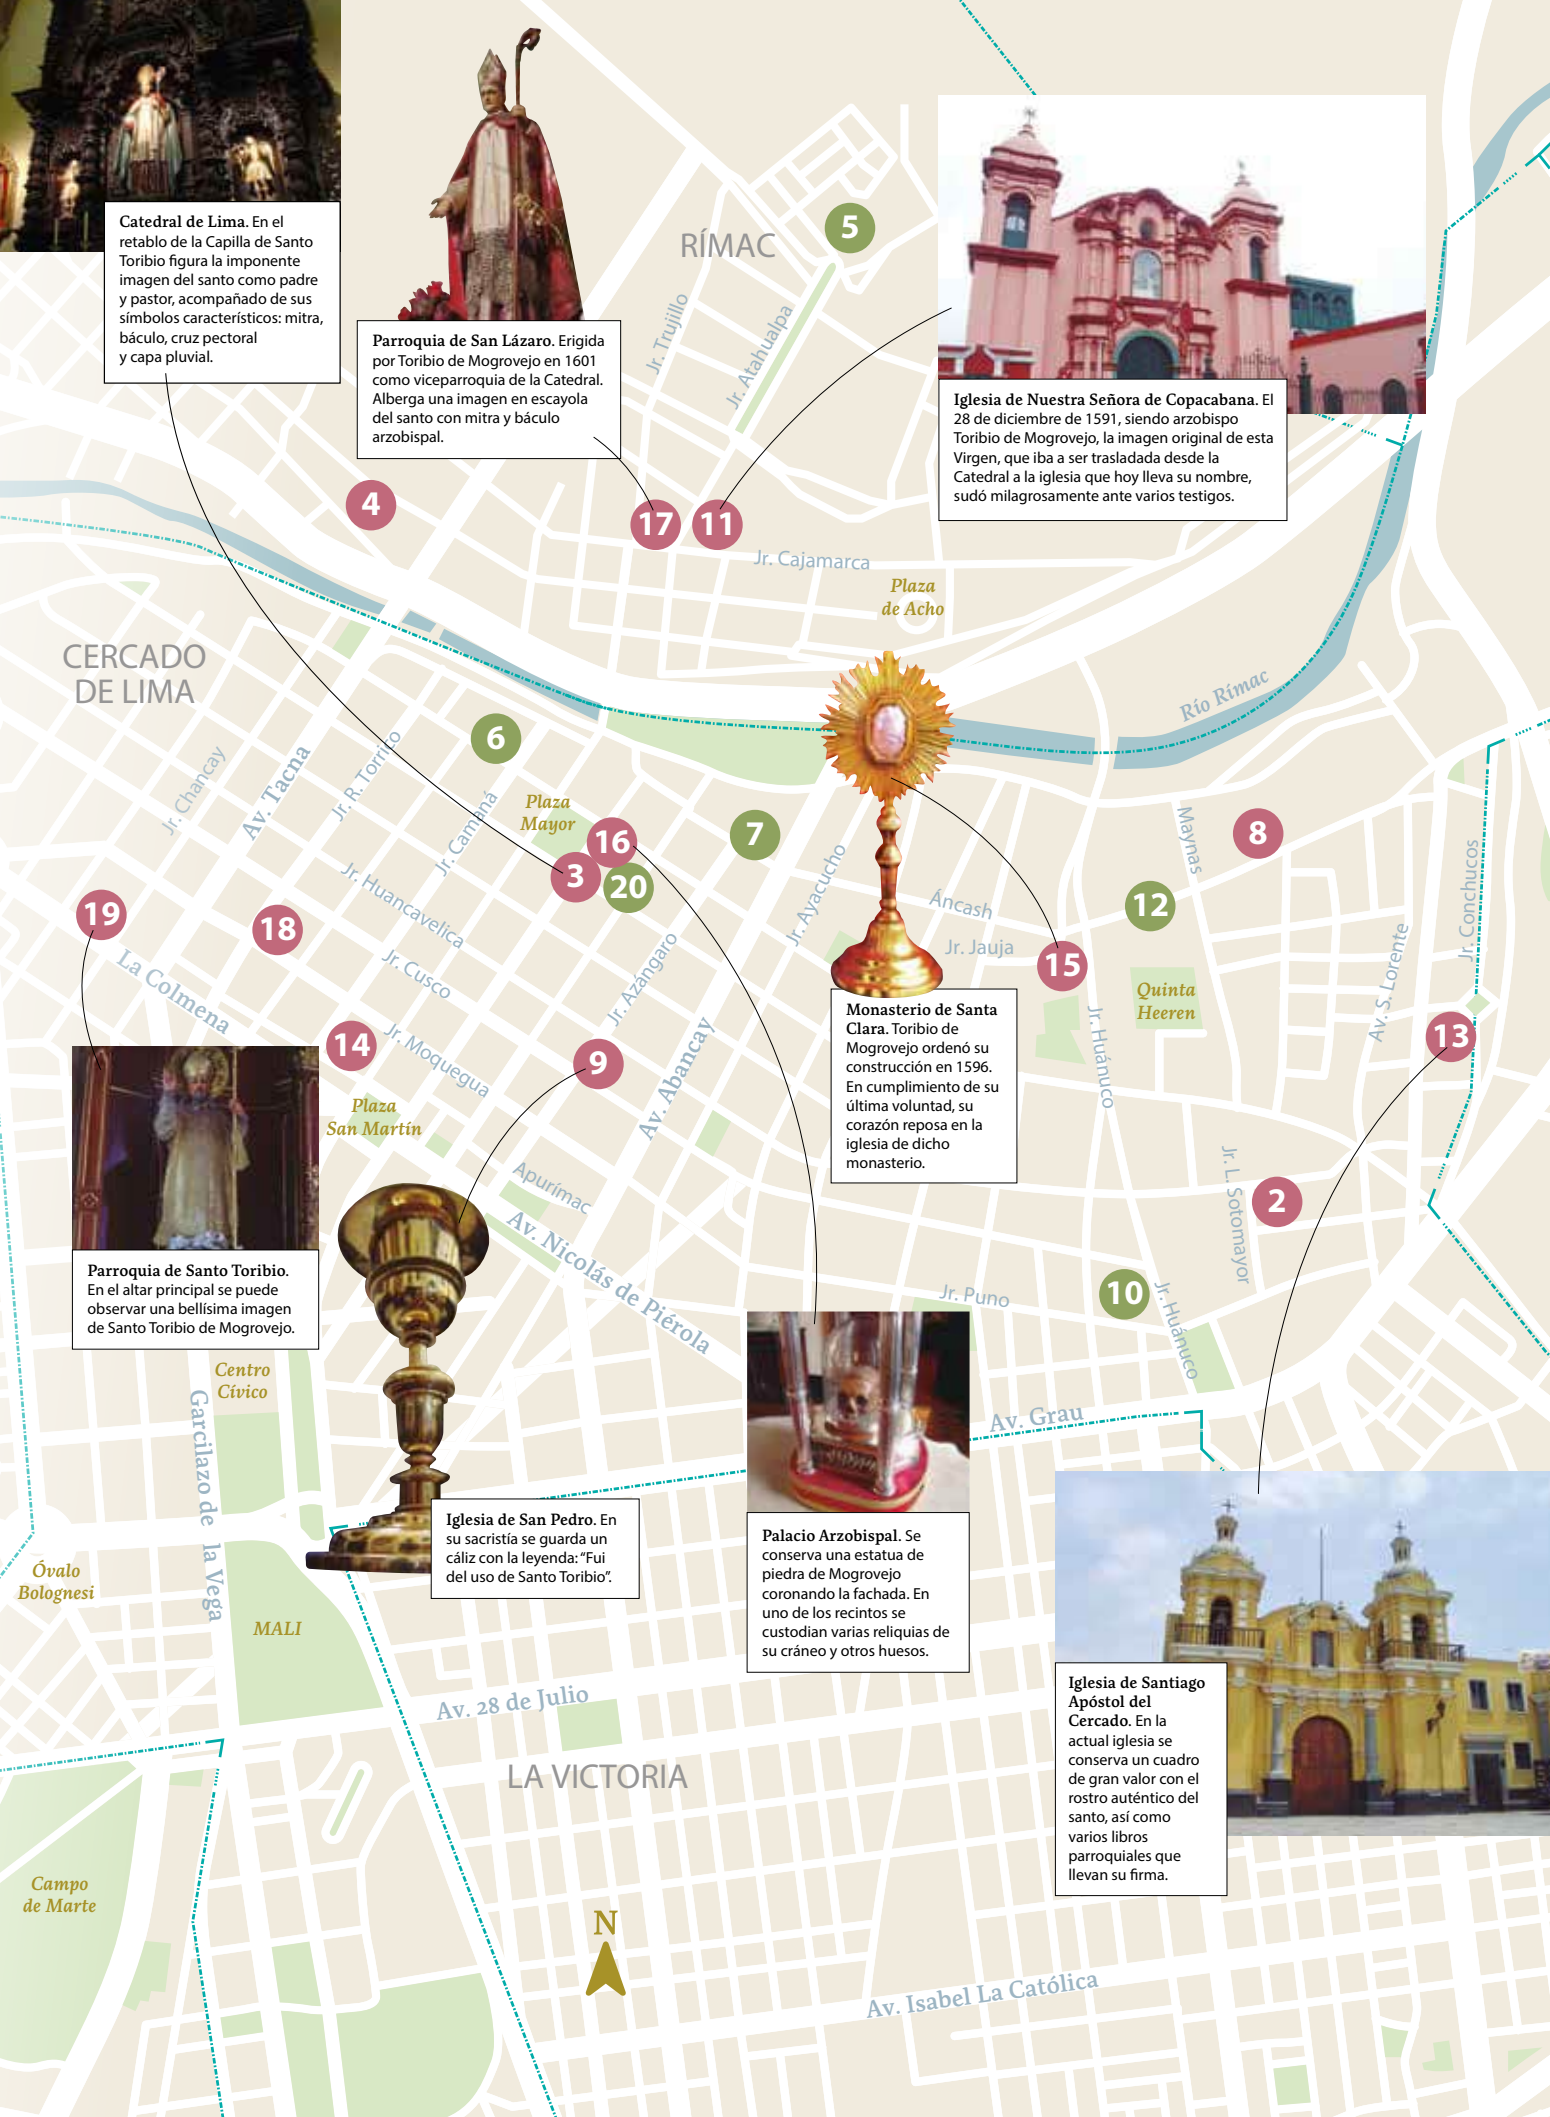 Catedral de Lima. En el
retablo de la Capilla de Santo
Toribio figura la imponente
imagen del santo como padre
y pastor, acompañado de sus
símbolos característicos: mitra,
báculo, cruz pectoral
y capa pluvial.
Parroquia de San Lázaro. Erigida
por Toribio de Mogrovejo en 1601
como viceparroquia de la Catedral.
Alberga una imagen en escayola
del santo con mitra y báculo
arzobispal.
RÍMAC
5
Jr. Trujillo
Jr. Atahualpa
Iglesia de Nuestra Señora de Copacabana. El
28 de diciembre de 1591, siendo arzobispo
Toribio de Mogrovejo, la imagen original de esta
Virgen, que iba a ser trasladada desde la
Catedral a la iglesia que hoy lleva su nombre,
sudó milagrosamente ante varios testigos.
4
17
11
Jr. Cajamarca
Plaza
de Acho
CERCADO
DE LIMA
Río Rímac
6
Jr. Chancay
Av. Tacna
Jr. R. Torrico
Jr. Camaná
Plaza
Mayor
16
3
20
7
8
Maynas
Jr. Conchucos
Jr. Huancavelica
Jr. Ayacucho
Áncash
12
19
18
La Colmena
Jr. Cusco
Jr. Azángaro
Jr. Jauja
15
Av. S. Lorente
Quinta
Heeren
13
14
Jr. Moquegua
9
Av. Abancay
Jr. Huánuco
Monasterio de Santa
Clara. Toribio de
Mogrovejo ordenó su
construcción en 1596.
En cumplimiento de su
última voluntad, su
corazón reposa en la
iglesia de dicho
monasterio.
Plaza
San Martín
Apurímac
Av. Nicolás de Piérola
Jr. L. Sotomayor
2
Parroquia de Santo Toribio.
En el altar principal se puede
observar una bellísima imagen
de Santo Toribio de Mogrovejo.
Jr. Puno
10
Jr. Huánuco
Centro
Cívico
Garcilazo de la Vega
Av. Grau
Iglesia de San Pedro. En
su sacristía se guarda un
cáliz con la leyenda: “Fui
del uso de Santo Toribio”.
Palacio Arzobispal. Se
conserva una estatua de
piedra de Mogrovejo
coronando la fachada. En
uno de los recintos se
custodian varias reliquias de
su cráneo y otros huesos.
Óvalo
Bolognesi
MALI
Iglesia de Santiago
Apóstol del
Cercado. En la
actual iglesia se
conserva un cuadro
de gran valor con el
rostro auténtico del
santo, así como
varios libros
parroquiales que
llevan su firma.
Av. 28 de Julio
LA VICTORIA
Campo
de Marte
N
Av. Isabel La Católica